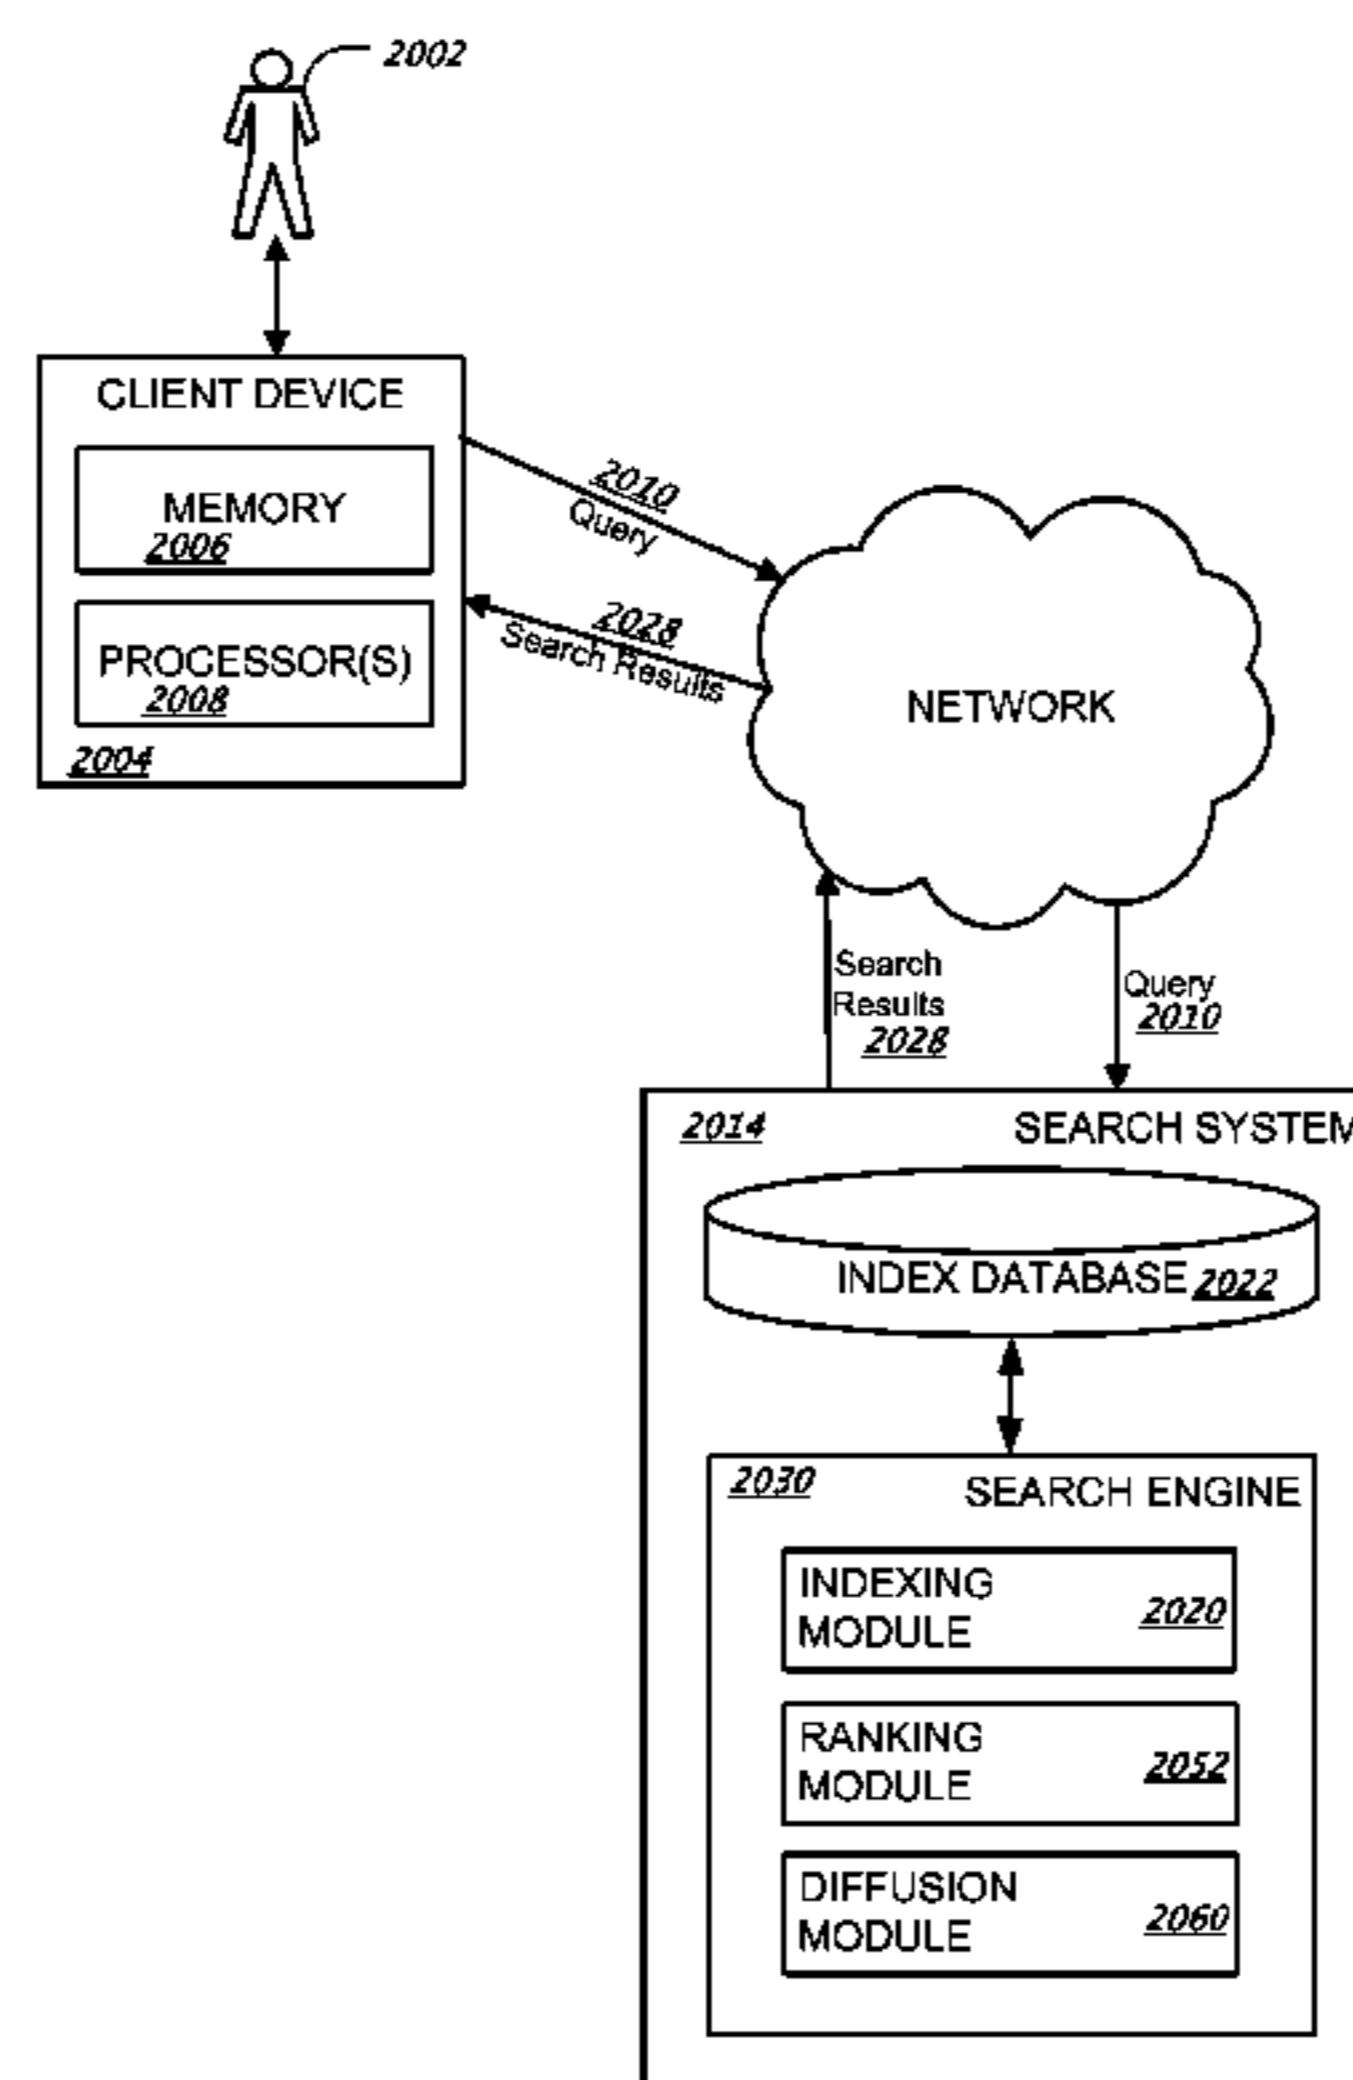 2002
CLIENT DEVICE
MEMORY
2006
PROCESSOR(S)
2008
2004
2010
Query
2028
Search Results
NETWORK
Search
Results
2028
Query
2010
2014 SEARCH SYSTEM
INDEX DATABASE 2022
2030 SEARCH ENGINE
INDEXING
MODULE
2020
RANKING
MODULE
2052
DIFFUSION
MODULE
2060